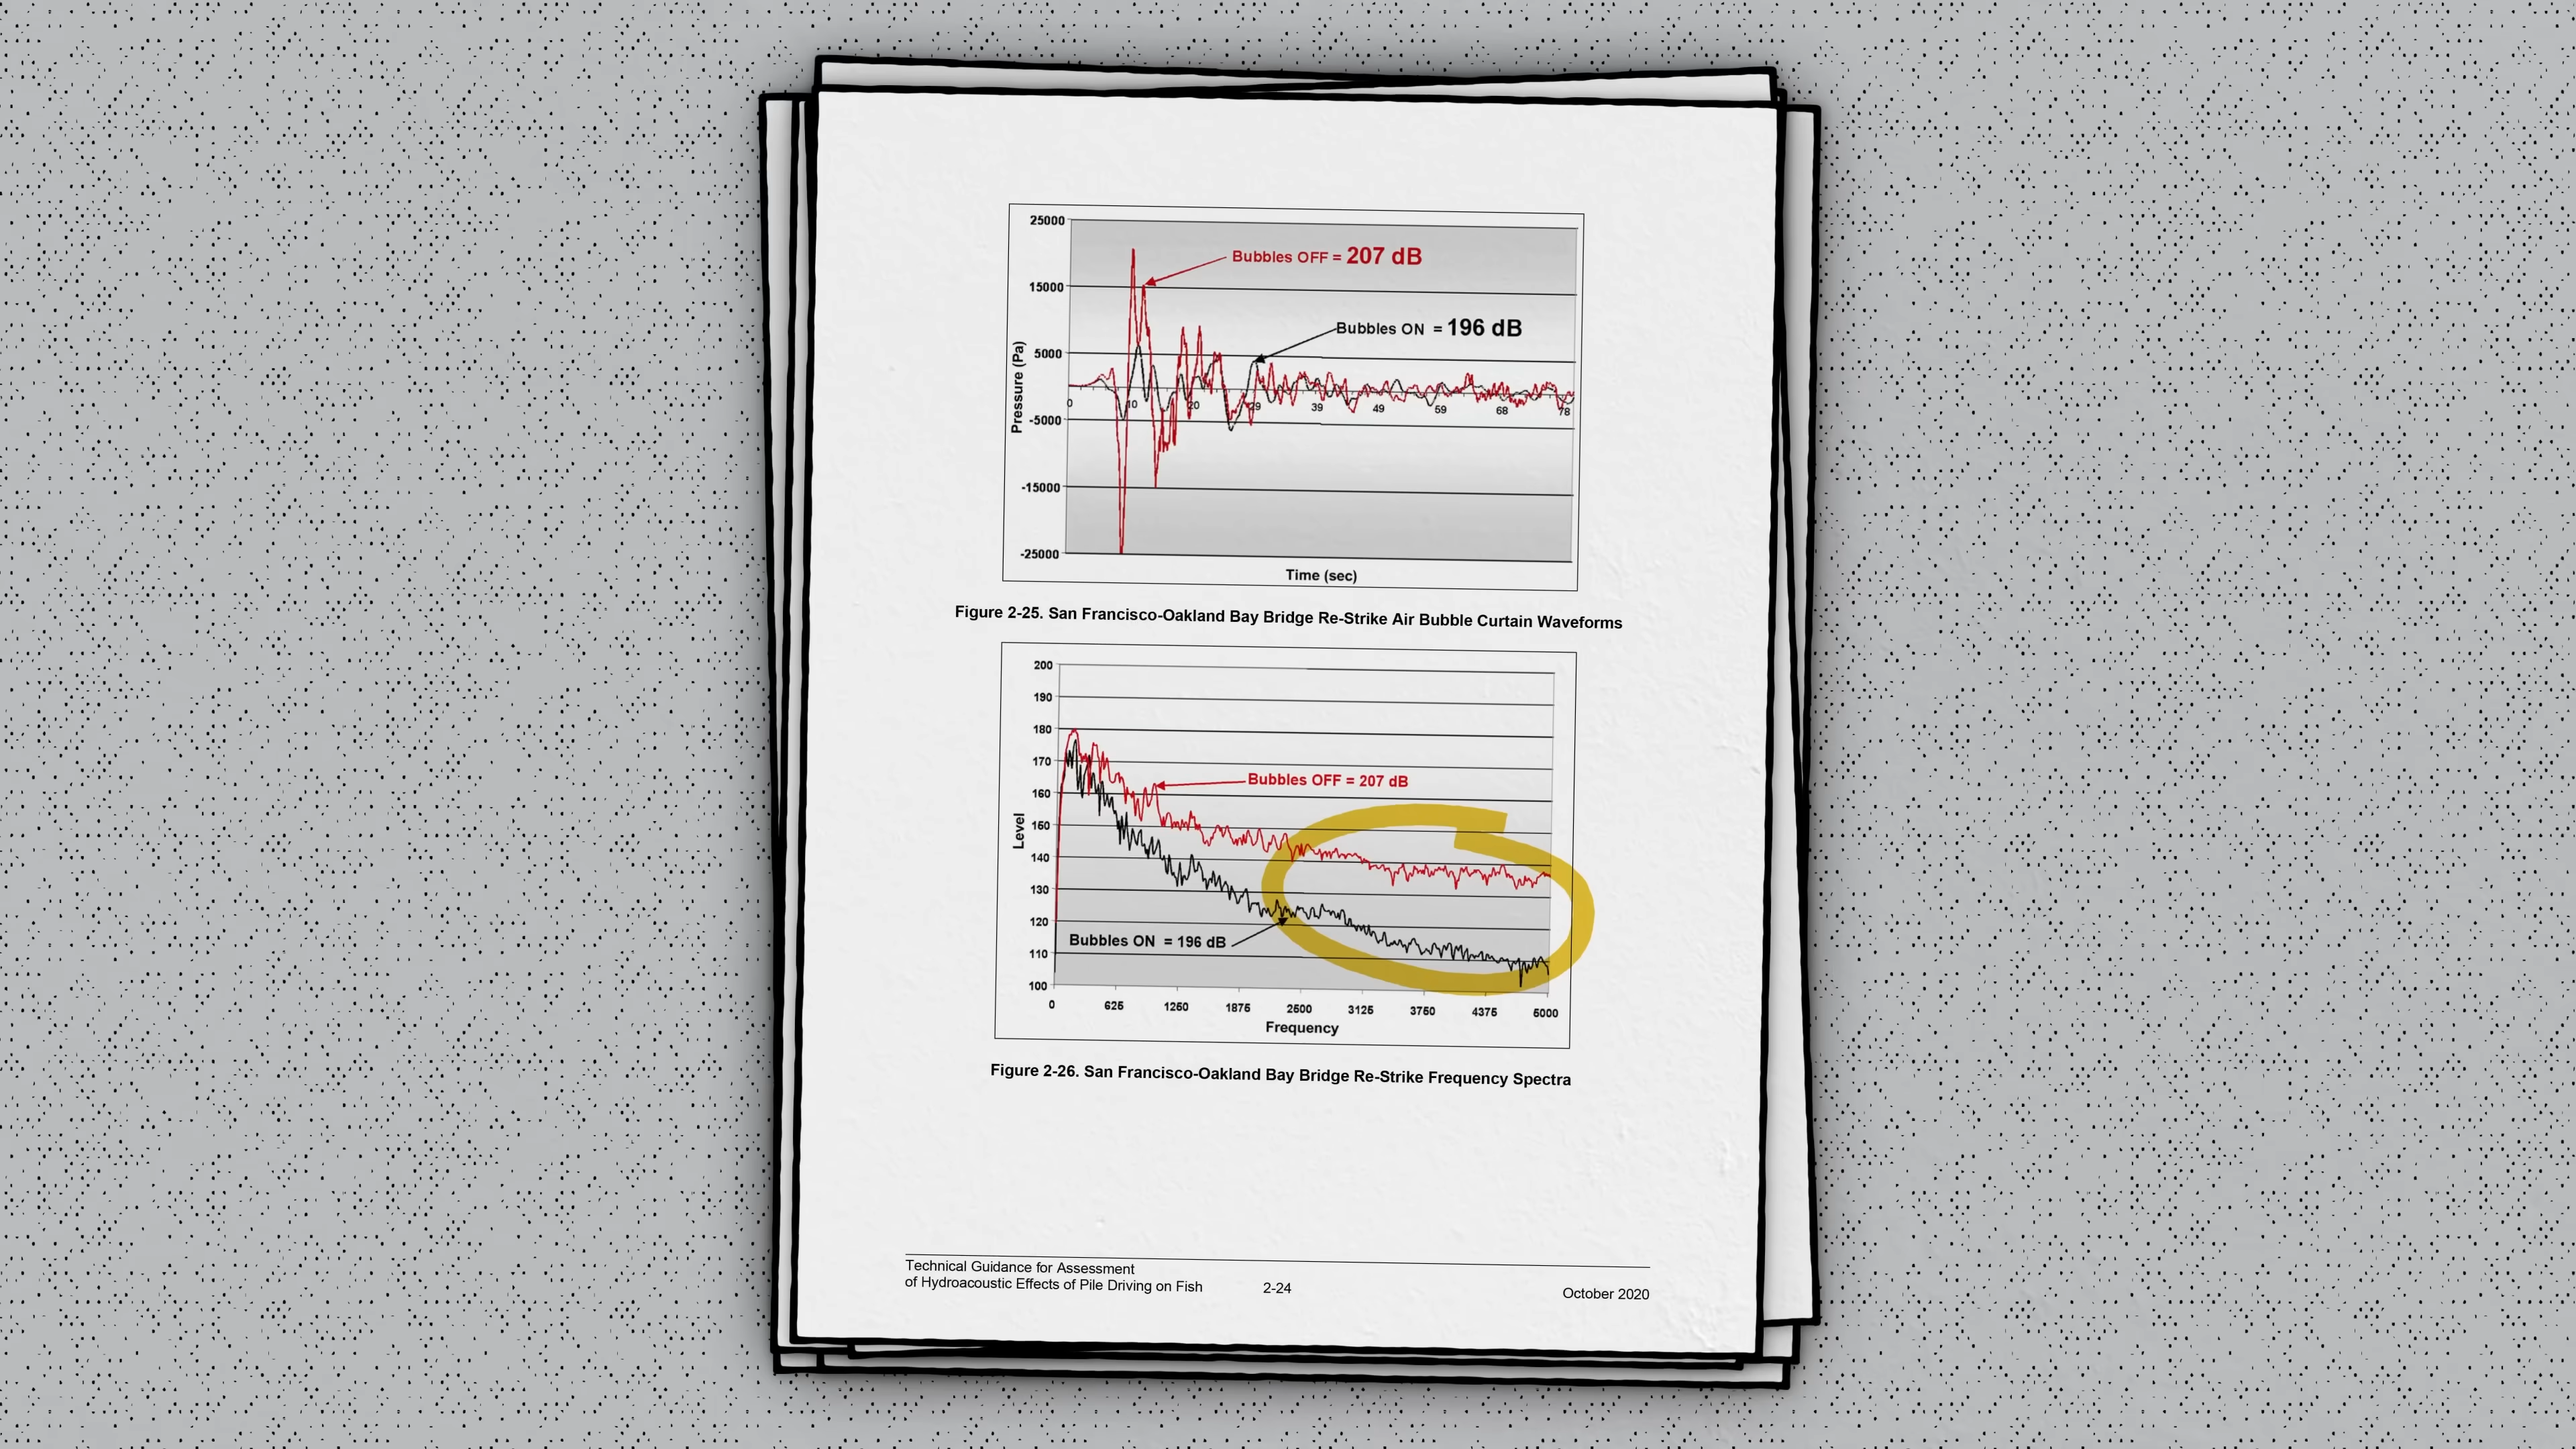 25000
15000
5000
-5000
-15000
-25000
Pressure (Pa)
Bubbles OFF = 207 dB
Bubbles ON = 196 dB
0 10 20 29 39 49 59 68 78
Time (sec)
Figure 2-25. San Francisco-Oakland Bay Bridge Re-Strike Air Bubble Curtain Waveforms
200
190
180
170
160
150
140
130
120
110
100
Level
Bubbles OFF = 207 dB
Bubbles ON = 196 dB
0 625 1250 1875 2500 3125 3750 4375 5000
Frequency
Figure 2-26. San Francisco-Oakland Bay Bridge Re-Strike Frequency Spectra
Technical Guidance for Assessment
of Hydroacoustic Effects of Pile Driving on Fish 2-24 October 2020